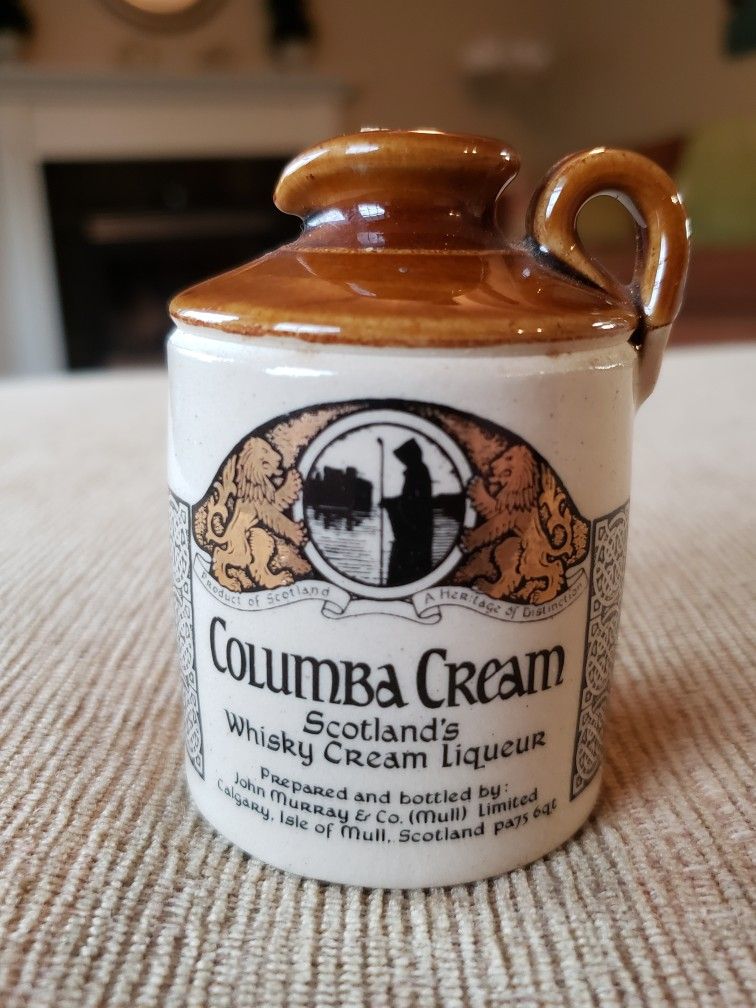 Product of Scotland
A Heritage of Distinction
Columba Cream
Scotland's
Whisky Cream Liqueur
Prepared and bottled by:
John Murray & Co. (Mull) Limited
Calgary, Isle of Mull, Scotland PA75 6QT